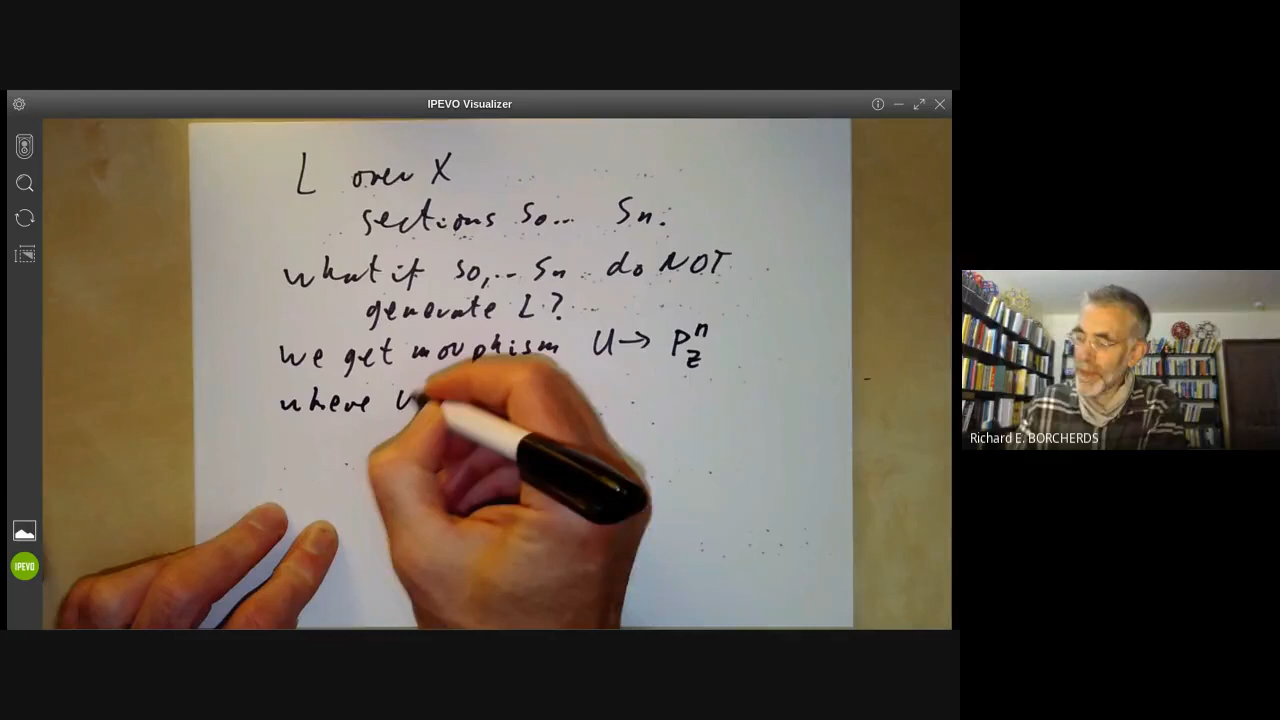 IPEVO Visualizer
L over X
sections s0... sn.
what if s0,.. sn do NOT
generate L?
we get morphism U → P^n_Z
where U
IPEVO
Richard E. BORCHERDS